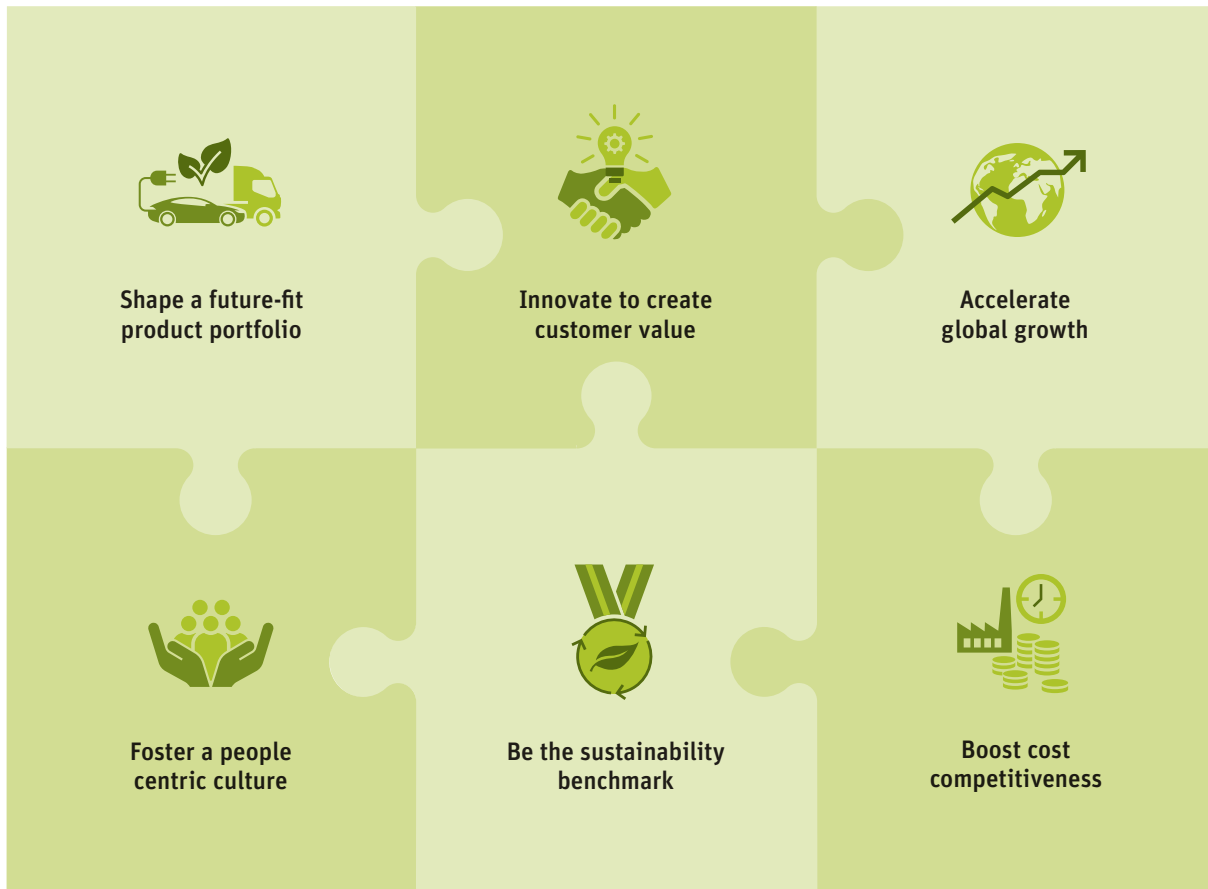 Shape a future-fit
product portfolio
Innovate to create
customer value
Accelerate
global growth
Foster a people
centric culture
Be the sustainability
benchmark
Boost cost
competitiveness